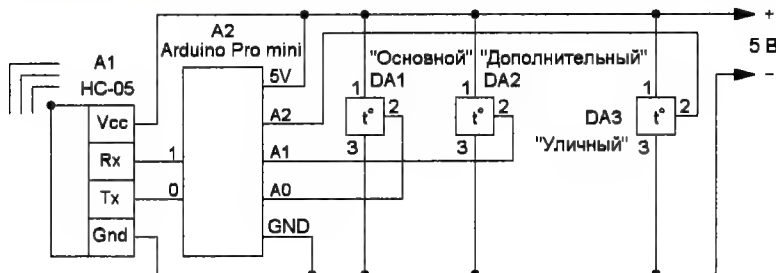 A1
HC-05
Vcc
Rx
Tx
Gnd
1
0
A2
Arduino Pro mini
5V
A2
A1
A0
GND
"Основной"
DA1
1
t°
2
3
"Дополнительный"
DA2
1
t°
2
3
DA3
"Уличный"
1
t°
2
3
+
5 В
−